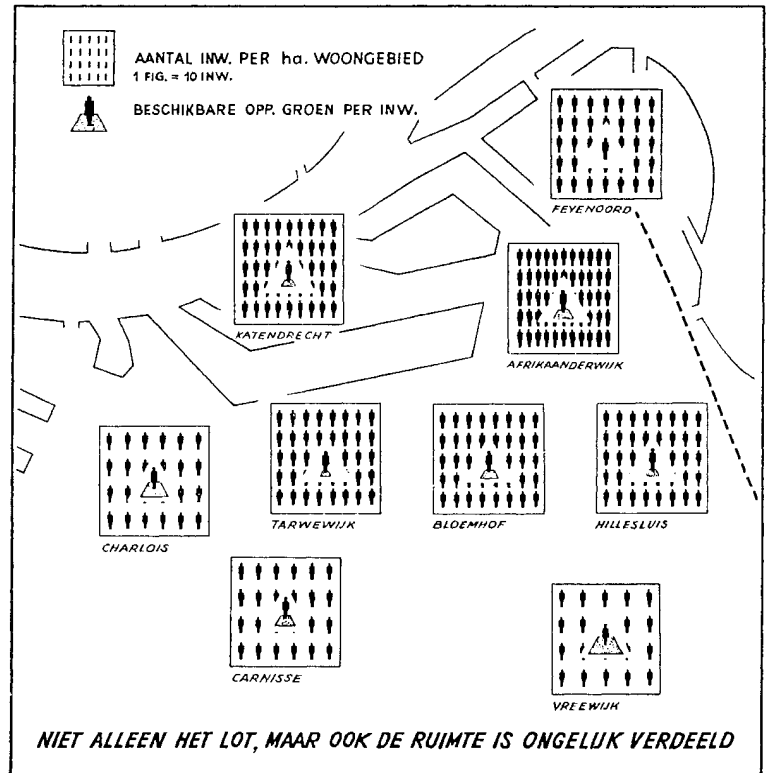 AANTAL INW. PER ha. WOONGEBIED
1 FIG. = 10 INW.
BESCHIKBARE OPP. GROEN PER INW.
FEYENOORD
KATENDRECHT
AFRIKAANDERWIJK
CHARLOIS
TARWEWIJK
BLOEMHOF
HILLESLUIS
CARNISSE
VREEWIJK
NIET ALLEEN HET LOT, MAAR OOK DE RUIMTE IS ONGELIJK VERDEELD